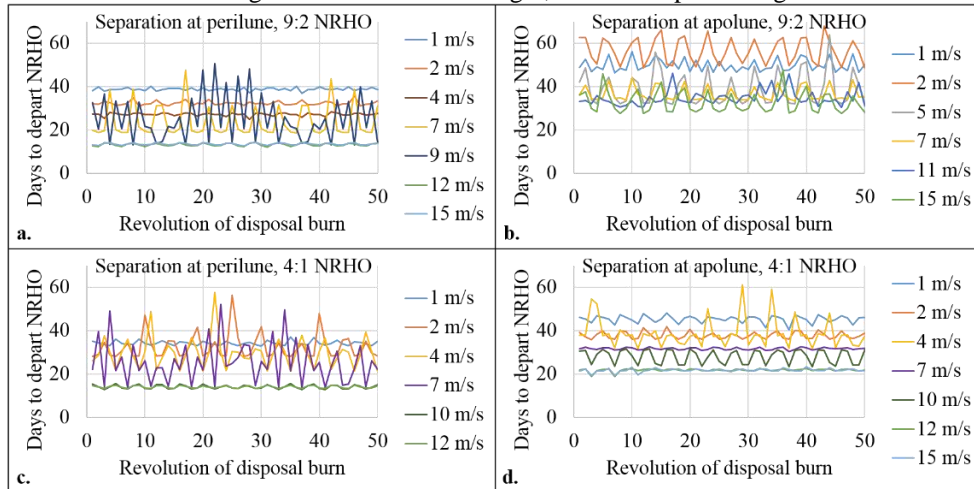 Separation at perilune, 9:2 NRHO
Days to depart NRHO
60
40
20
0
0 10 20 30 40 50
Revolution of disposal burn
1 m/s
2 m/s
4 m/s
7 m/s
9 m/s
12 m/s
15 m/s
a.
Separation at apolune, 9:2 NRHO
Days to depart NRHO
60
40
20
0
0 10 20 30 40 50
Revolution of disposal burn
1 m/s
2 m/s
5 m/s
7 m/s
11 m/s
15 m/s
b.
Separation at perilune, 4:1 NRHO
Days to depart NRHO
60
40
20
0
0 10 20 30 40 50
Revolution of disposal burn
1 m/s
2 m/s
4 m/s
7 m/s
10 m/s
12 m/s
c.
Separation at apolune, 4:1 NRHO
Days to depart NRHO
60
40
20
0
0 10 20 30 40 50
Revolution of disposal burn
1 m/s
2 m/s
4 m/s
7 m/s
10 m/s
12 m/s
15 m/s
d.